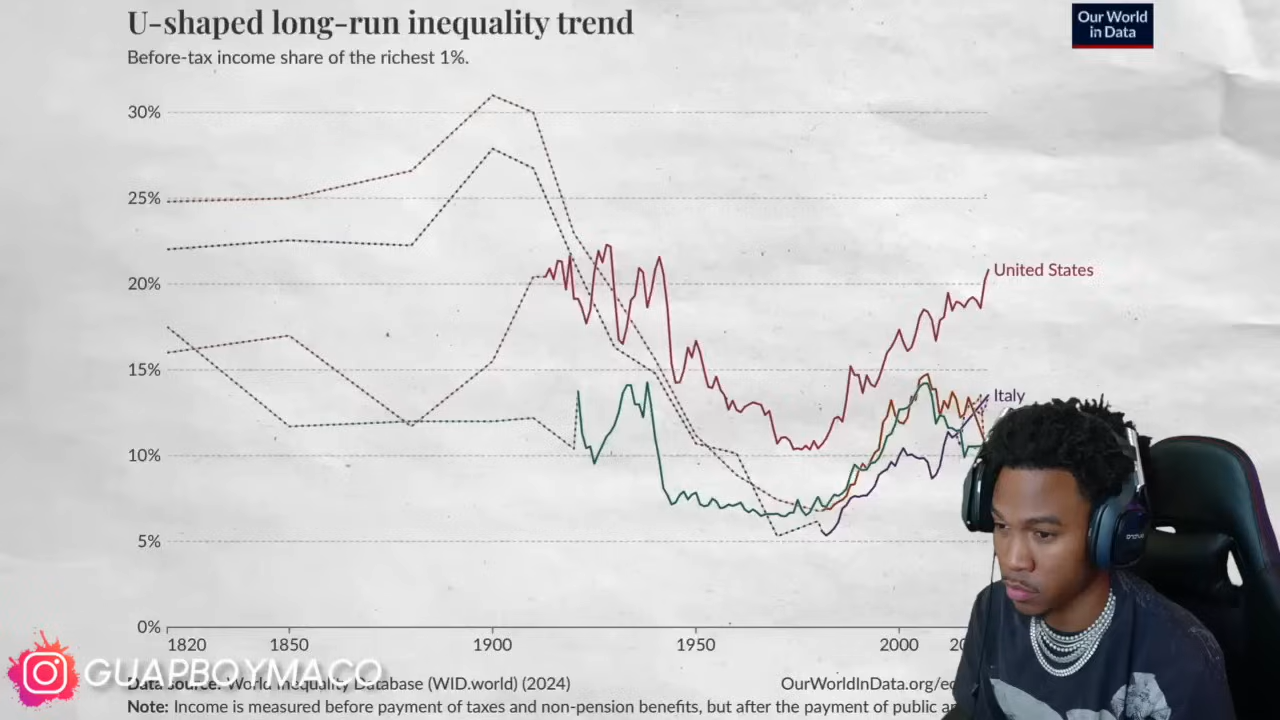 U-shaped long-run inequality trend
Our World
in Data
Before-tax income share of the richest 1%.
30%
25%
20%
15%
10%
5%
0%
United States
Italy
1820
1850
1900
1950
2000
GUAPBOYMACO
Data source: World Inequality Database (WID.world) (2024)
OurWorldInData.org/ec
Note: Income is measured before payment of taxes and non-pension benefits, but after the payment of public